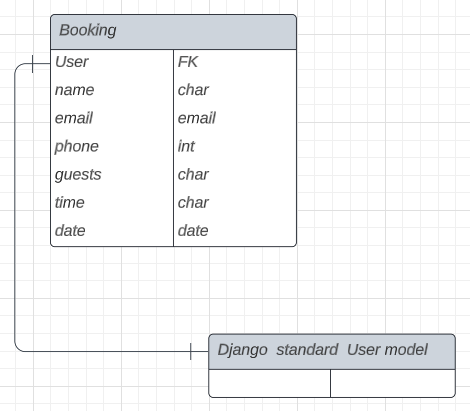 Booking
User FK
name char
email email
phone int
guests char
time char
date date
Django standard User model